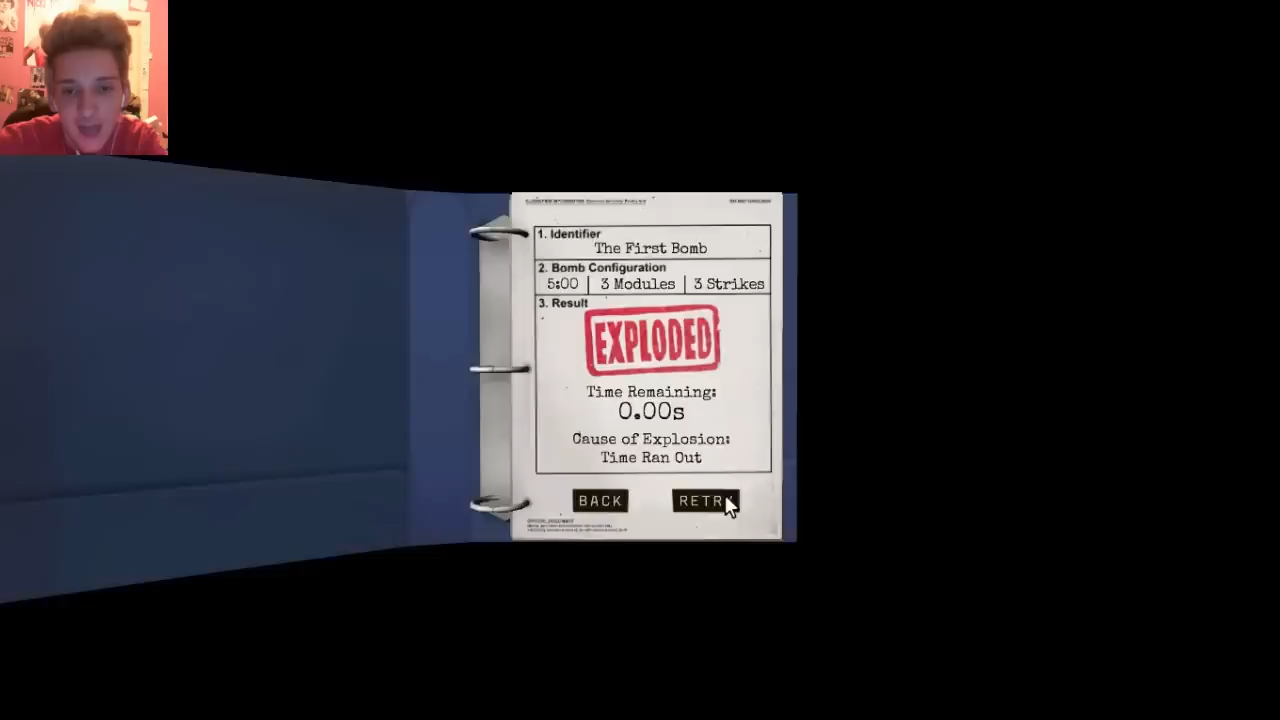 1. Identifier
The First Bomb
2. Bomb Configuration
5:00 | 3 Modules | 3 Strikes
3. Result
EXPLODED
Time Remaining:
0.00s
Cause of Explosion:
Time Ran Out
BACK RETRY